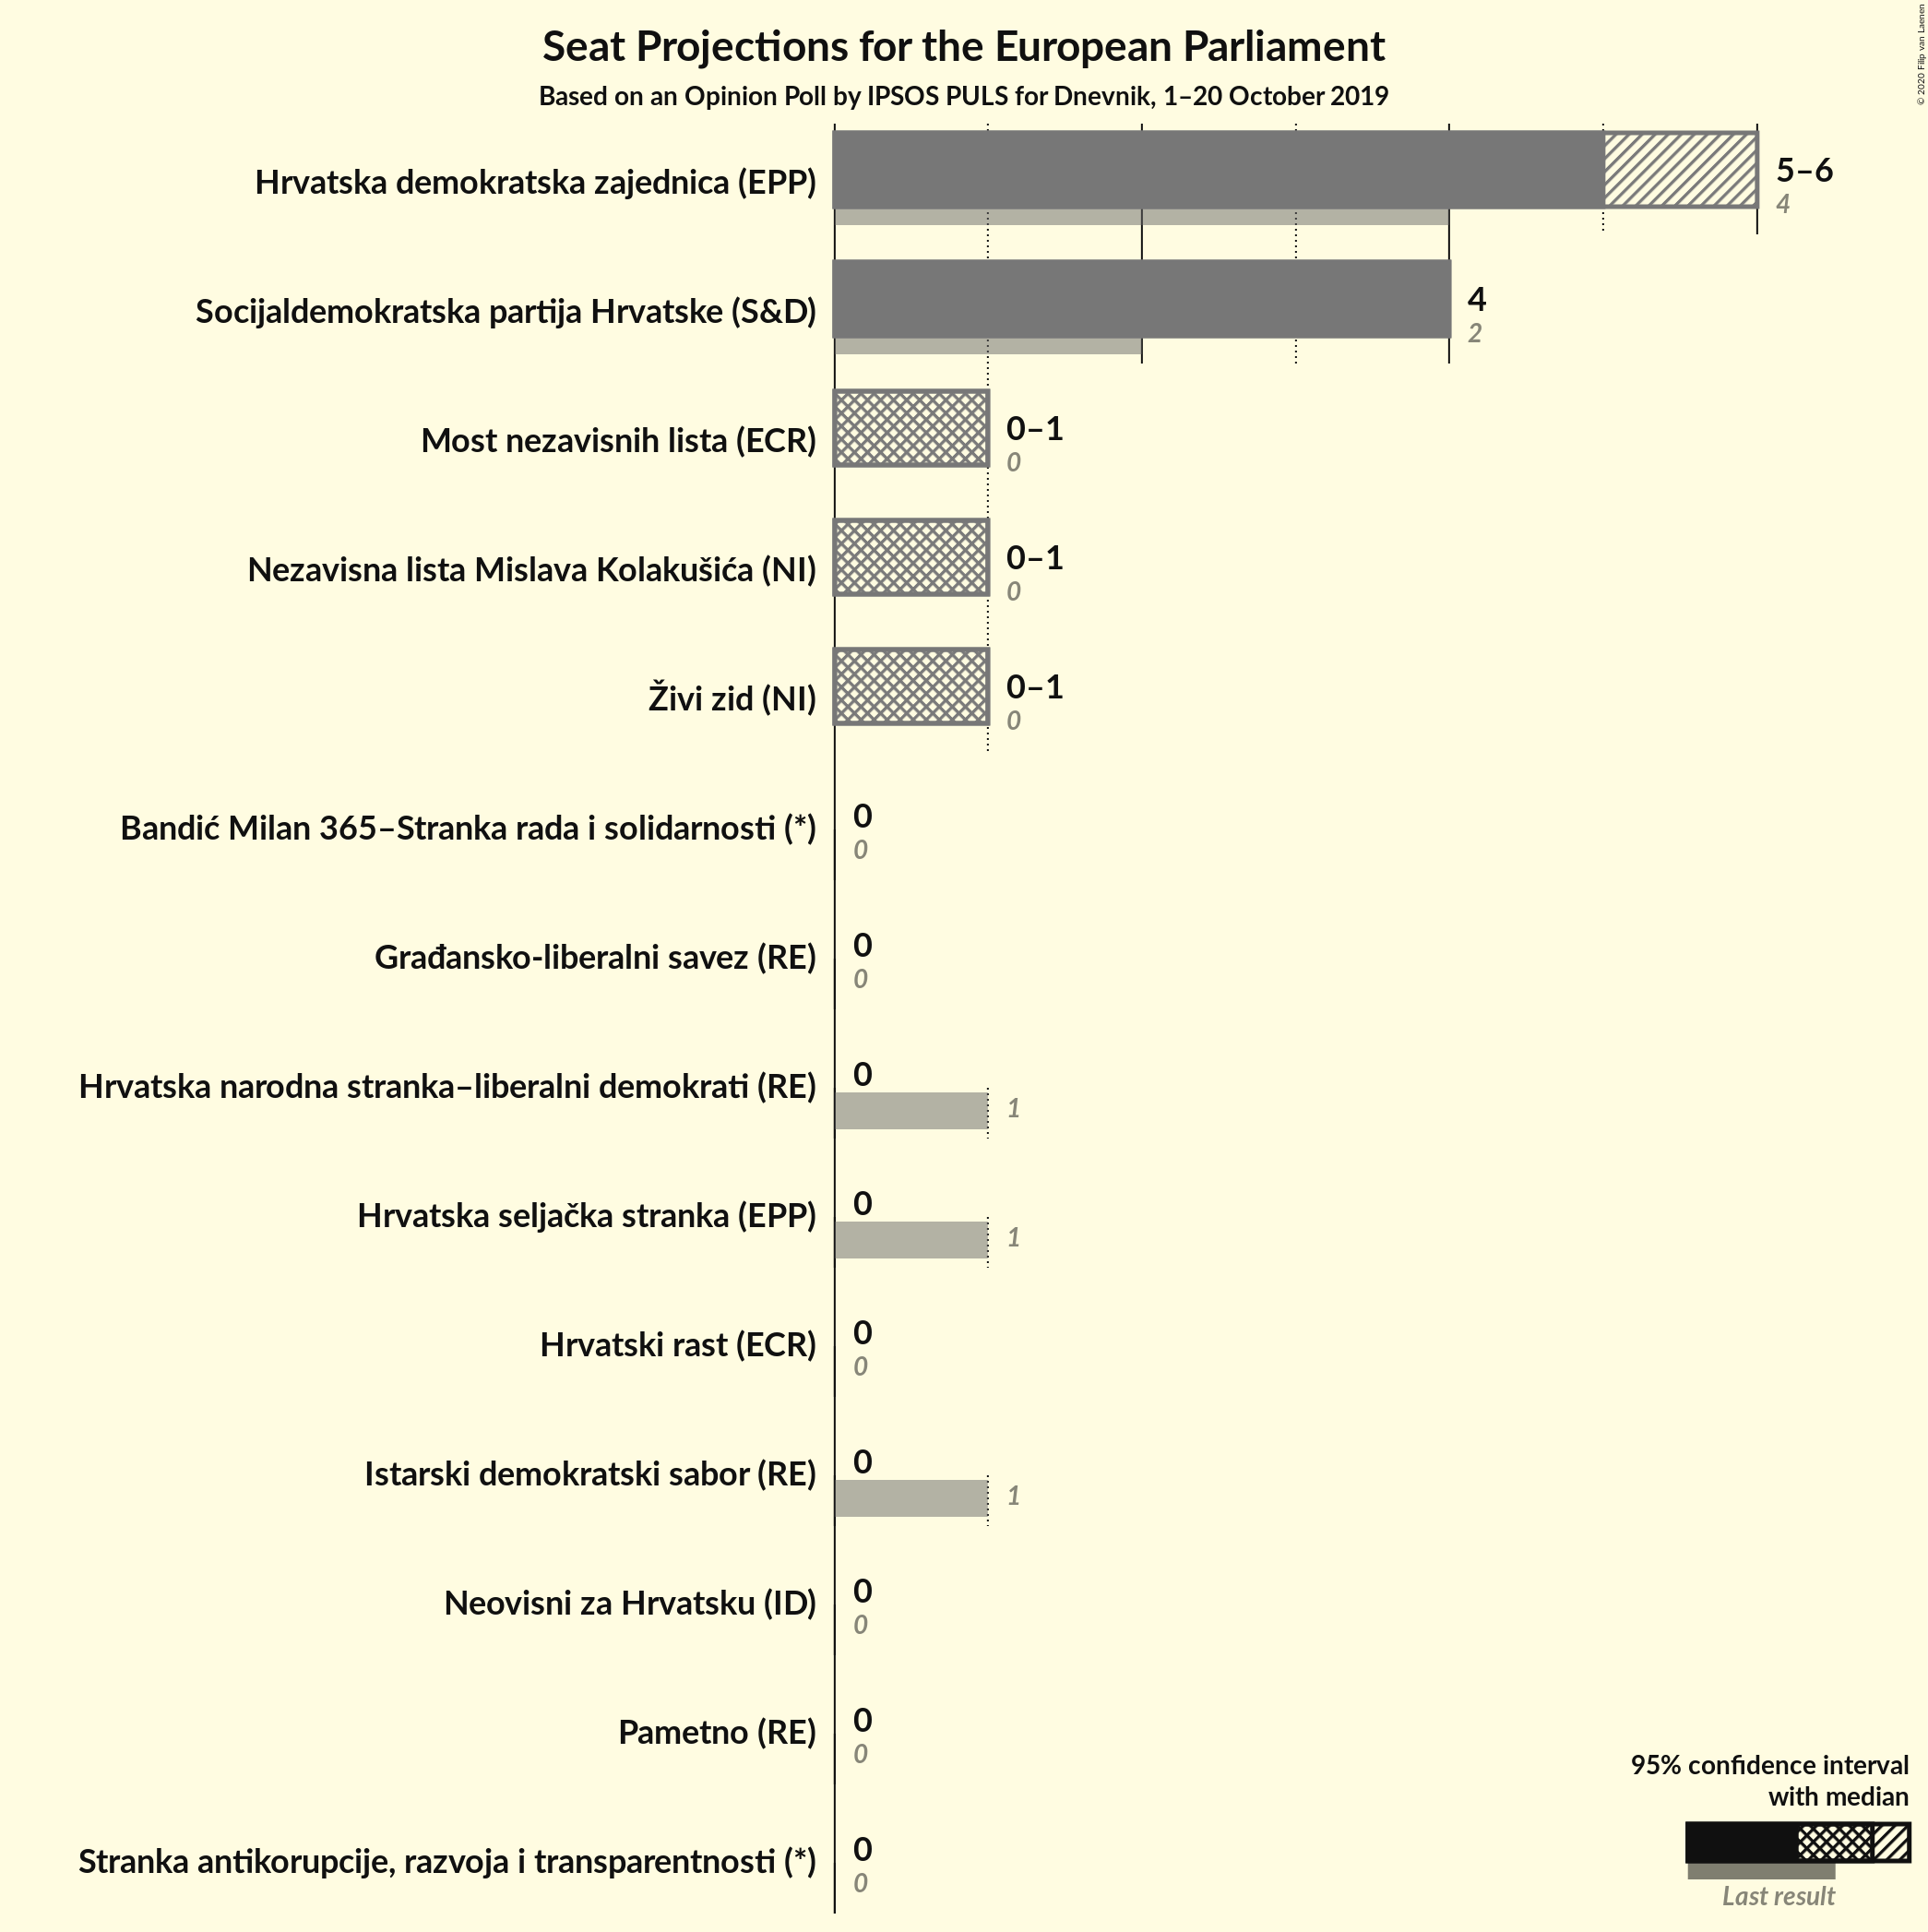 Seat Projections for the European Parliament
Based on an Opinion Poll by IPSOS PULS for Dnevnik, 1–20 October 2019
© 2020 Filip van Laenen
Hrvatska demokratska zajednica (EPP)
5–6
4
Socijaldemokratska partija Hrvatske (S&D)
4
2
Most nezavisnih lista (ECR)
0–1
0
Nezavisna lista Mislava Kolakušića (NI)
0–1
0
Živi zid (NI)
0–1
0
Bandić Milan 365–Stranka rada i solidarnosti (*)
0
0
Građansko-liberalni savez (RE)
0
0
Hrvatska narodna stranka–liberalni demokrati (RE)
0
1
Hrvatska seljačka stranka (EPP)
0
1
Hrvatski rast (ECR)
0
0
Istarski demokratski sabor (RE)
0
1
Neovisni za Hrvatsku (ID)
0
0
Pametno (RE)
0
0
Stranka antikorupcije, razvoja i transparentnosti (*)
0
0
95% confidence interval
with median
Last result